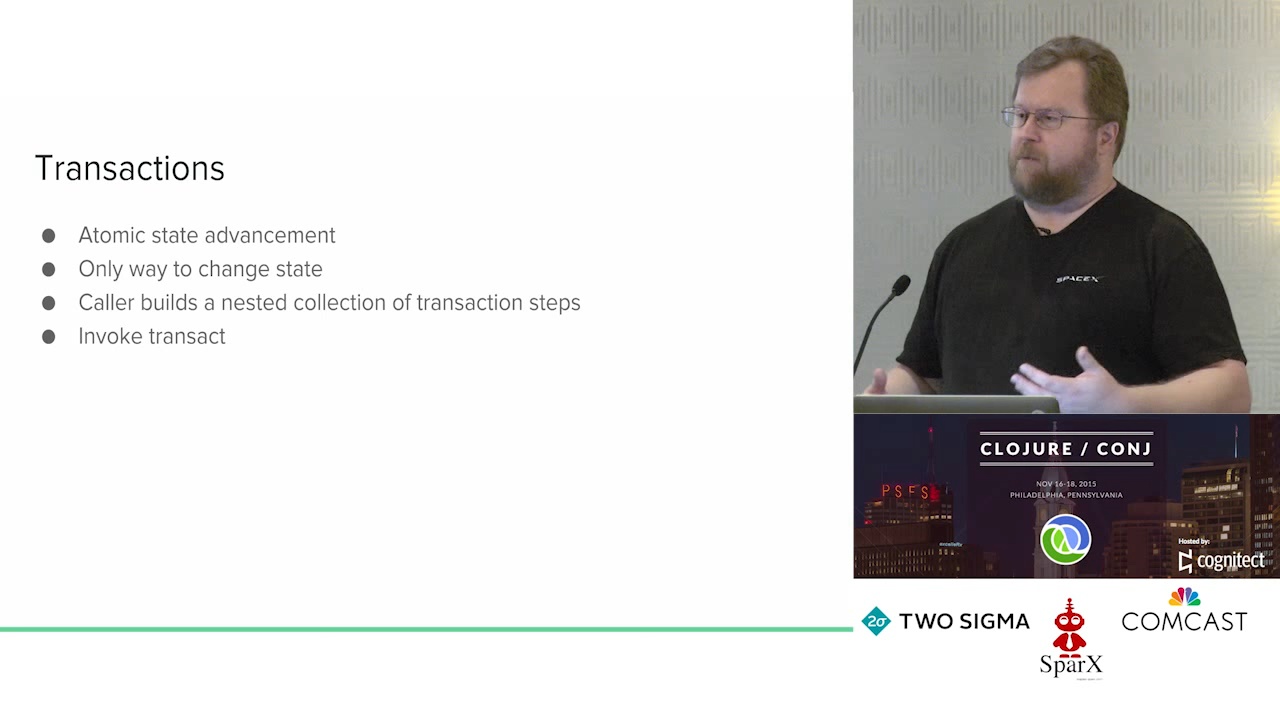 Transactions
● Atomic state advancement
● Only way to change state
● Caller builds a nested collection of transaction steps
● Invoke transact
SPACEX
CLOJURE / CONJ
NOV 16-18, 2015
PHILADELPHIA, PENNSYLVANIA
PSFS
Hosted by:
cognitect
2σ TWO SIGMA
SparX
COMCAST